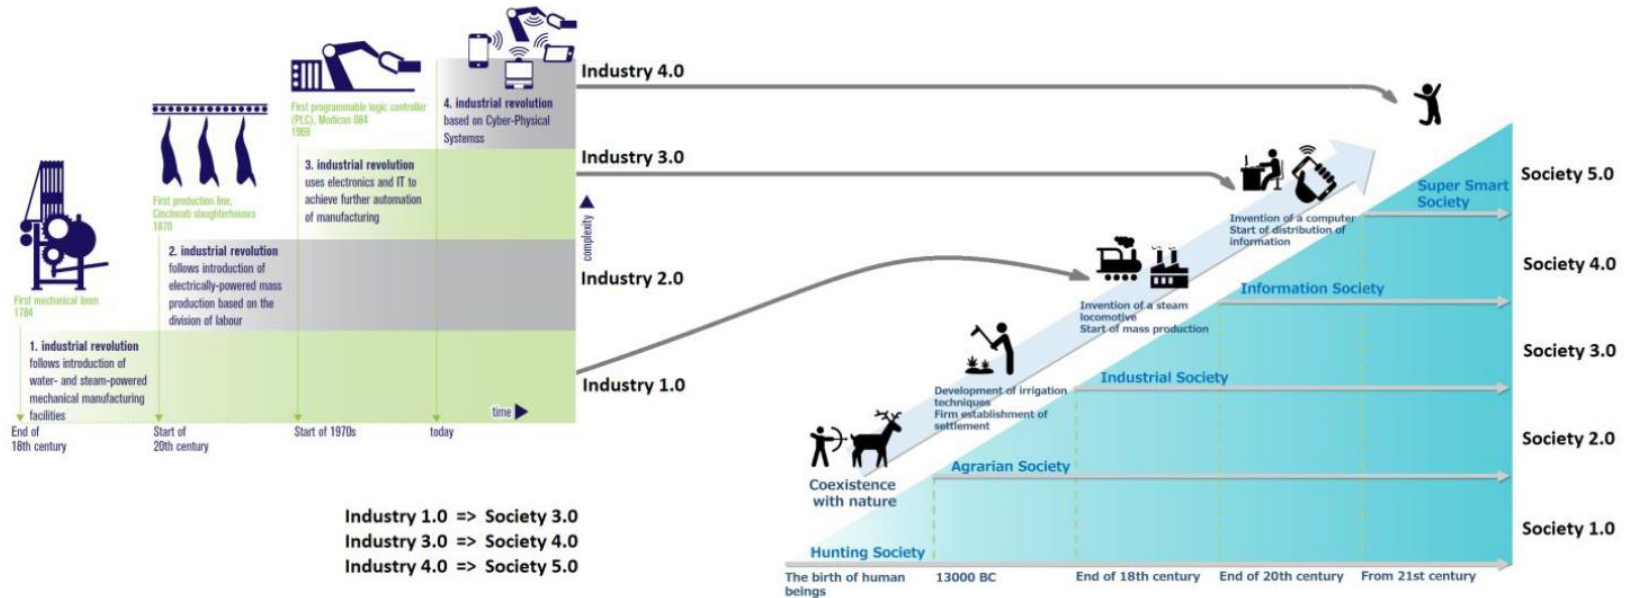 Industry 4.0
4. industrial revolution
based on Cyber-Physical
Systemss
First programmable logic controller
(PLC), Modicon 084
1969
Industry 3.0
3. industrial revolution
uses electronics and IT to
achieve further automation
of manufacturing
First production line,
Cincinnati slaughterhouses
1870
2. industrial revolution
follows introduction of
electrically-powered mass
production based on the
division of labour
complexity
Industry 2.0
First mechanical loom
1784
1. industrial revolution
follows introduction of
water- and steam-powered
mechanical manufacturing
facilities
Industry 1.0
time
End of
18th century
Start of
20th century
Start of 1970s
today
Industry 1.0 => Society 3.0
Industry 3.0 => Society 4.0
Industry 4.0 => Society 5.0
Society 5.0
Super Smart
Society
Invention of a computer
Start of distribution of
information
Society 4.0
Information Society
Invention of a steam
locomotive
Start of mass production
Society 3.0
Industrial Society
Development of irrigation
techniques
Firm establishment of
settlement
Society 2.0
Agrarian Society
Coexistence
with nature
Society 1.0
Hunting Society
The birth of human
beings
13000 BC
End of 18th century
End of 20th century
From 21st century